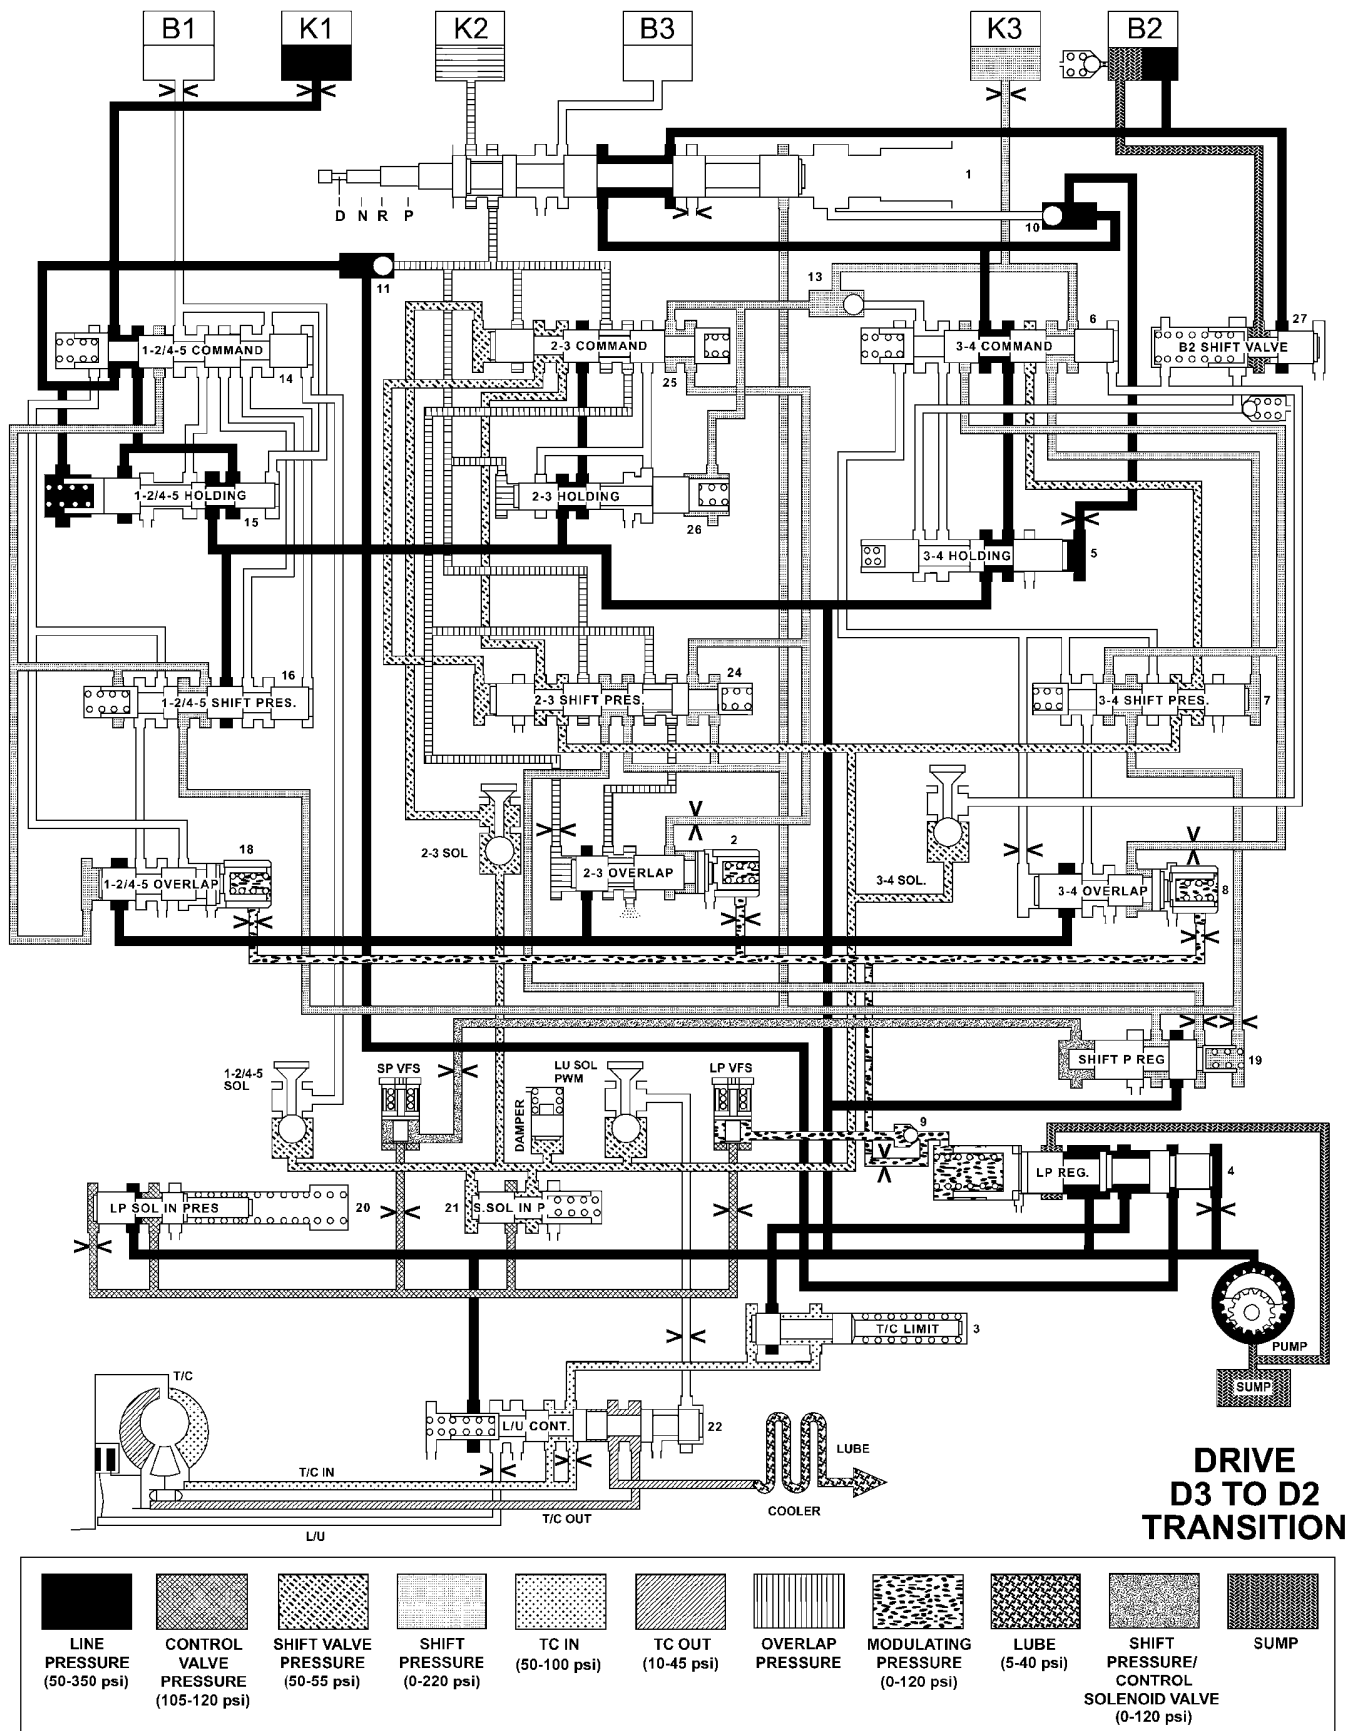 B1
K1
K2
B3
K3
B2
1
D N R P
10
11
13
6
27
1-2/4-5 COMMAND
2-3 COMMAND
3-4 COMMAND
B2 SHIFT VALVE
14
25
1-2/4-5 HOLDING
2-3 HOLDING
15
26
3-4 HOLDING
5
16
24
1-2/4-5 SHIFT PRES.
2-3 SHIFT PRES.
3-4 SHIFT PRES.
7
18
2-3 SOL
2
3-4 SOL.
1-2/4-5 OVERLAP
2-3 OVERLAP
3-4 OVERLAP
8
SHIFT P REG
19
1-2/4-5
SOL
SP VFS
LU SOL
PWM
LP VFS
DAMPER
9
LP REG.
4
LP SOL IN PRES
20
21
S.SOL IN P
T/C LIMIT
3
PUMP
SUMP
T/C
L/U CONT.
22
LUBE
T/C IN
COOLER
T/C OUT
L/U
DRIVE
D3 TO D2
TRANSITION
LINE
PRESSURE
(50-350 psi)
CONTROL
VALVE
PRESSURE
(105-120 psi)
SHIFT VALVE
PRESSURE
(50-55 psi)
SHIFT
PRESSURE
(0-220 psi)
TC IN
(50-100 psi)
TC OUT
(10-45 psi)
OVERLAP
PRESSURE
MODULATING
PRESSURE
(0-120 psi)
LUBE
(5-40 psi)
SHIFT
PRESSURE/
CONTROL
SOLENOID VALVE
(0-120 psi)
SUMP